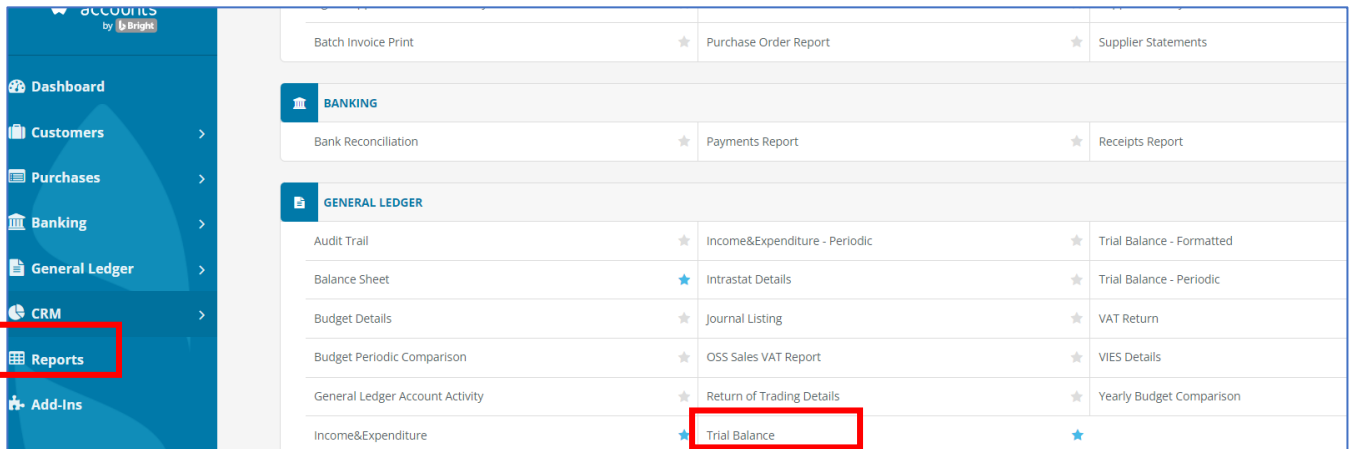 accounts
by Bright
Dashboard
Customers
Purchases
Banking
General Ledger
CRM
Reports
Add-Ins
Batch Invoice Print
Purchase Order Report
Supplier Statements
BANKING
Bank Reconciliation
Payments Report
Receipts Report
GENERAL LEDGER
Audit Trail
Income&Expenditure - Periodic
Trial Balance - Formatted
Balance Sheet
Intrastat Details
Trial Balance - Periodic
Budget Details
Journal Listing
VAT Return
Budget Periodic Comparison
OSS Sales VAT Report
VIES Details
General Ledger Account Activity
Return of Trading Details
Yearly Budget Comparison
Income&Expenditure
Trial Balance